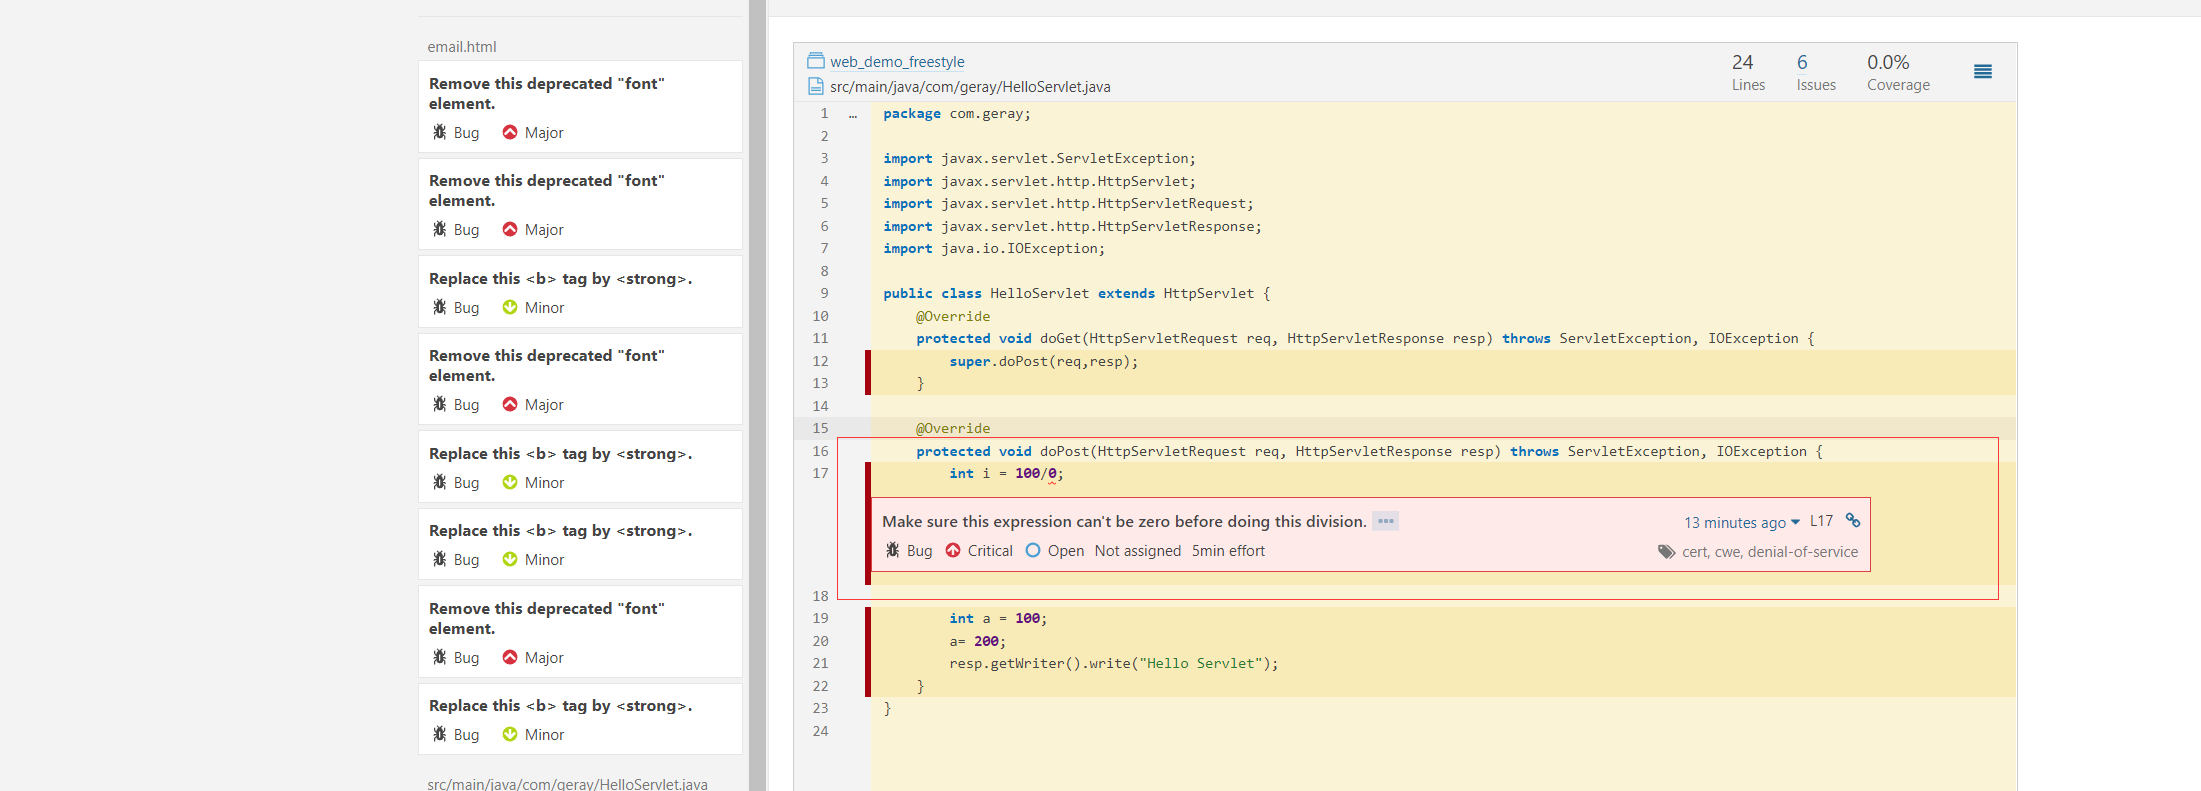 email.html
Remove this deprecated "font"
element.
Bug Major
Remove this deprecated "font"
element.
Bug Major
Replace this <b> tag by <strong>.
Bug Minor
Remove this deprecated "font"
element.
Bug Major
Replace this <b> tag by <strong>.
Bug Minor
Replace this <b> tag by <strong>.
Bug Minor
Remove this deprecated "font"
element.
Bug Major
Replace this <b> tag by <strong>.
Bug Minor
src/main/java/com/geray/HelloServlet.java
web_demo_freestyle
src/main/java/com/geray/HelloServlet.java
24 6 0.0%
Lines Issues Coverage
1 … package com.geray;
2
3 import javax.servlet.ServletException;
4 import javax.servlet.http.HttpServlet;
5 import javax.servlet.http.HttpServletRequest;
6 import javax.servlet.http.HttpServletResponse;
7 import java.io.IOException;
8
9 public class HelloServlet extends HttpServlet {
10 @Override
11 protected void doGet(HttpServletRequest req, HttpServletResponse resp) throws ServletException, IOException {
12 super.doPost(req,resp);
13 }
14
15 @Override
16 protected void doPost(HttpServletRequest req, HttpServletResponse resp) throws ServletException, IOException {
17 int i = 100/0;
Make sure this expression can't be zero before doing this division. ••• 13 minutes ago L17
Bug Critical Open Not assigned 5min effort cert, cwe, denial-of-service
18
19 int a = 100;
20 a= 200;
21 resp.getWriter().write("Hello Servlet");
22 }
23 }
24